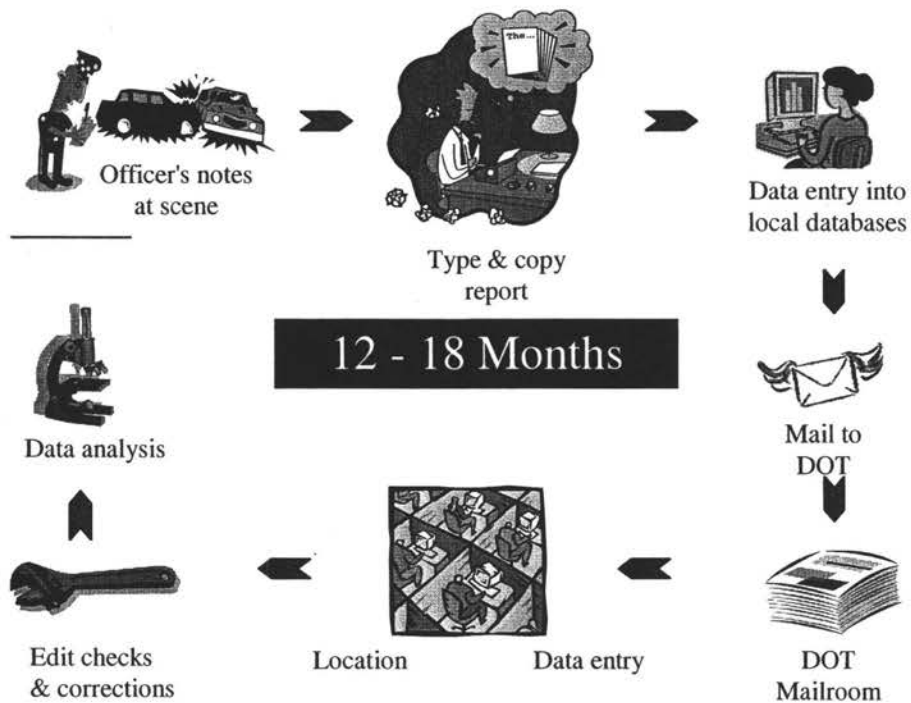 The...
Officer's notes
at scene
Type & copy
report
Data entry into
local databases
12 - 18 Months
Data analysis
Mail to
DOT
Edit checks
& corrections
Location
Data entry
DOT
Mailroom